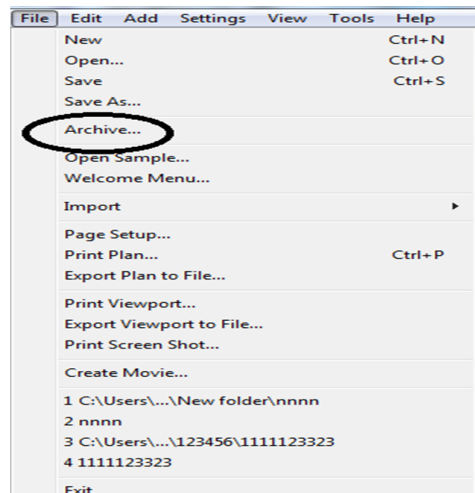 File Edit Add Settings View Tools Help
New Ctrl+N
Open... Ctrl+O
Save Ctrl+S
Save As...
Archive...
Open Sample...
Welcome Menu...
Import
Page Setup...
Print Plan... Ctrl+P
Export Plan to File...
Print Viewport...
Export Viewport to File...
Print Screen Shot...
Create Movie...
1 C:\Users\...\New folder\nnnn
2 nnnn
3 C:\Users\...\123456\1111123323
4 1111123323
Exit